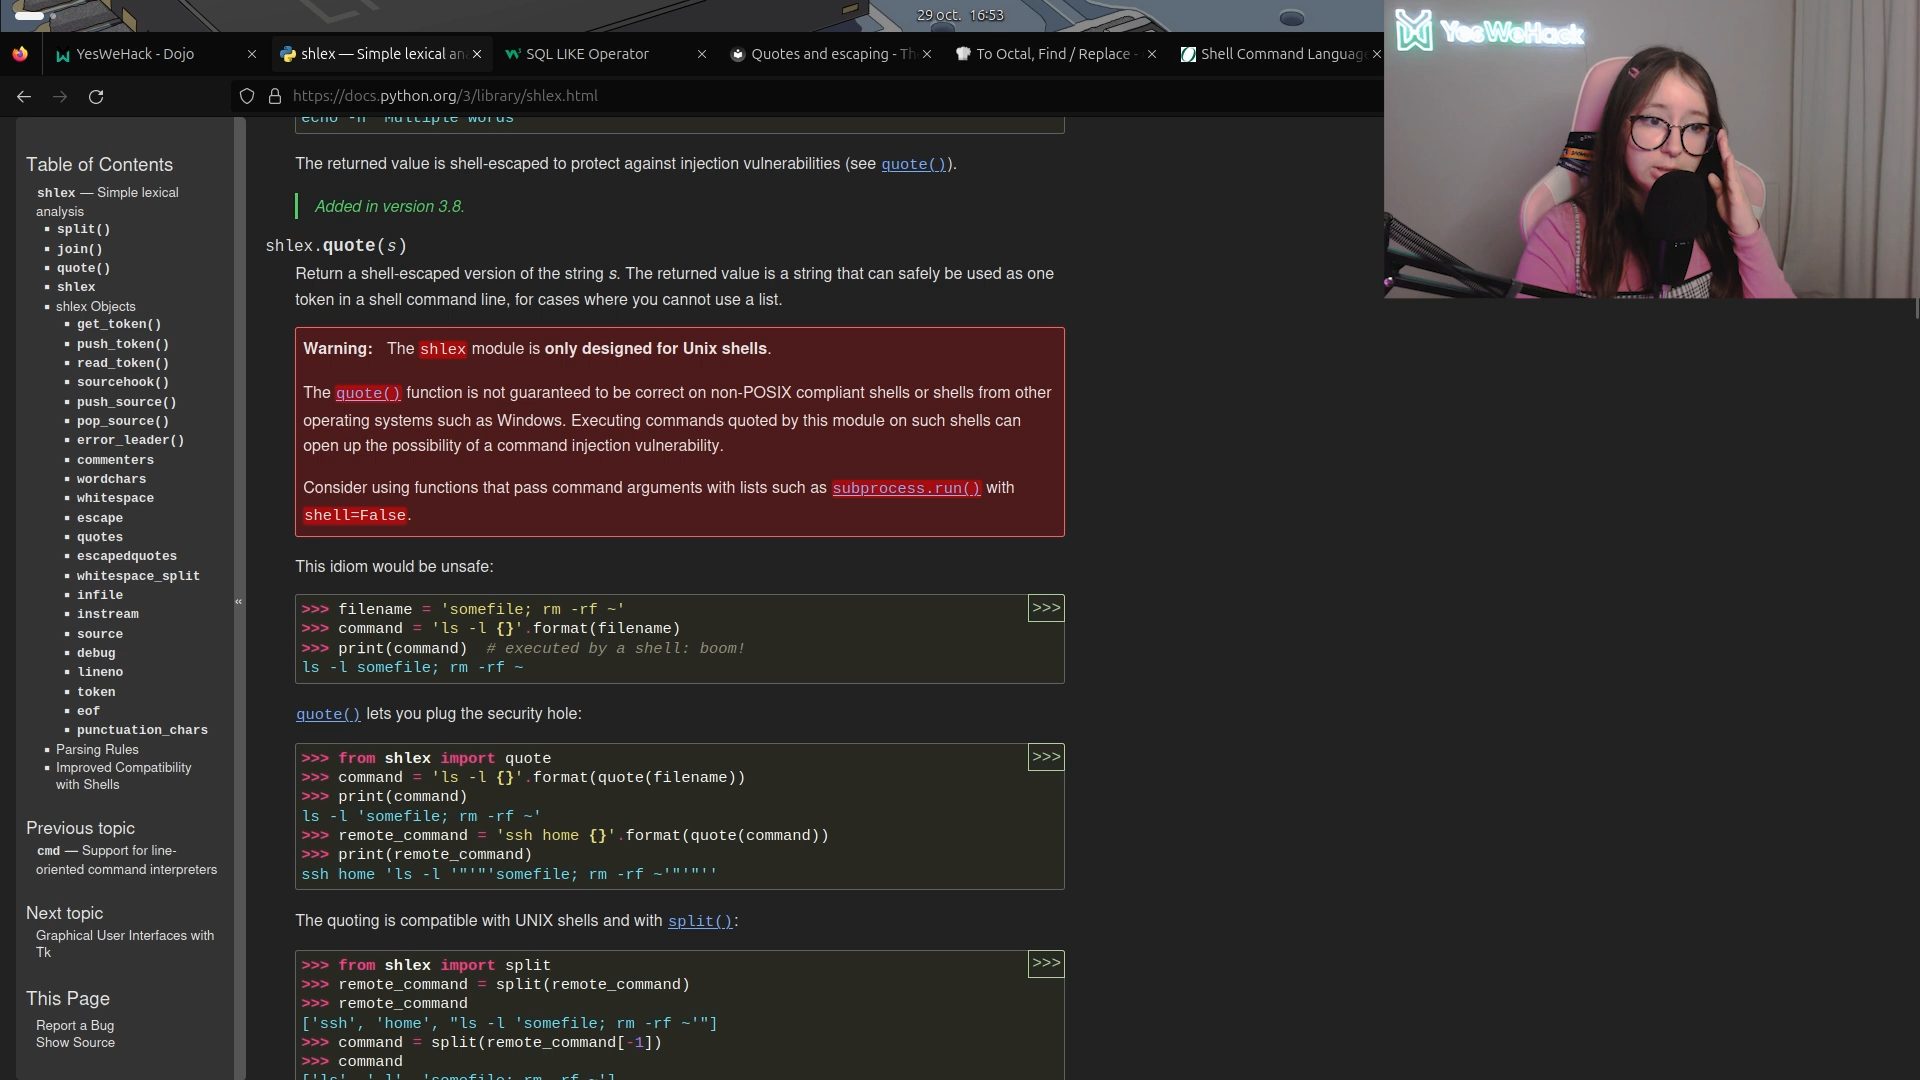 29 oct. 16:53
YesWeHack
YesWeHack - Dojo
shlex — Simple lexical an
SQL LIKE Operator
Quotes and escaping - Th
To Octal, Find / Replace -
Shell Command Language
https://docs.python.org/3/library/shlex.html
Table of Contents
shlex — Simple lexical
analysis
split()
join()
quote()
shlex
shlex Objects
get_token()
push_token()
read_token()
sourcehook()
push_source()
pop_source()
error_leader()
commenters
wordchars
whitespace
escape
quotes
escapedquotes
whitespace_split
infile
instream
source
debug
lineno
token
eof
punctuation_chars
Parsing Rules
Improved Compatibility
with Shells
Previous topic
cmd — Support for line-
oriented command interpreters
Next topic
Graphical User Interfaces with
Tk
This Page
Report a Bug
Show Source
«
echo -n 'Multiple words'
The returned value is shell-escaped to protect against injection vulnerabilities (see quote()).
Added in version 3.8.
shlex.quote(s)
Return a shell-escaped version of the string s. The returned value is a string that can safely be used as one
token in a shell command line, for cases where you cannot use a list.
Warning: The shlex module is only designed for Unix shells.
The quote() function is not guaranteed to be correct on non-POSIX compliant shells or shells from other
operating systems such as Windows. Executing commands quoted by this module on such shells can
open up the possibility of a command injection vulnerability.
Consider using functions that pass command arguments with lists such as subprocess.run() with
shell=False.
This idiom would be unsafe:
>>> filename = 'somefile; rm -rf ~'
>>>
>>> command = 'ls -l {}'.format(filename)
>>> print(command)  # executed by a shell: boom!
ls -l somefile; rm -rf ~
quote() lets you plug the security hole:
>>> from shlex import quote
>>>
>>> command = 'ls -l {}'.format(quote(filename))
>>> print(command)
ls -l 'somefile; rm -rf ~'
>>> remote_command = 'ssh home {}'.format(quote(command))
>>> print(remote_command)
ssh home 'ls -l '"'"'somefile; rm -rf ~'"'"''
The quoting is compatible with UNIX shells and with split():
>>> from shlex import split
>>>
>>> remote_command = split(remote_command)
>>> remote_command
['ssh', 'home', "ls -l 'somefile; rm -rf ~'"]
>>> command = split(remote_command[-1])
>>> command
['ls', '-l', 'somefile; rm -rf ~']